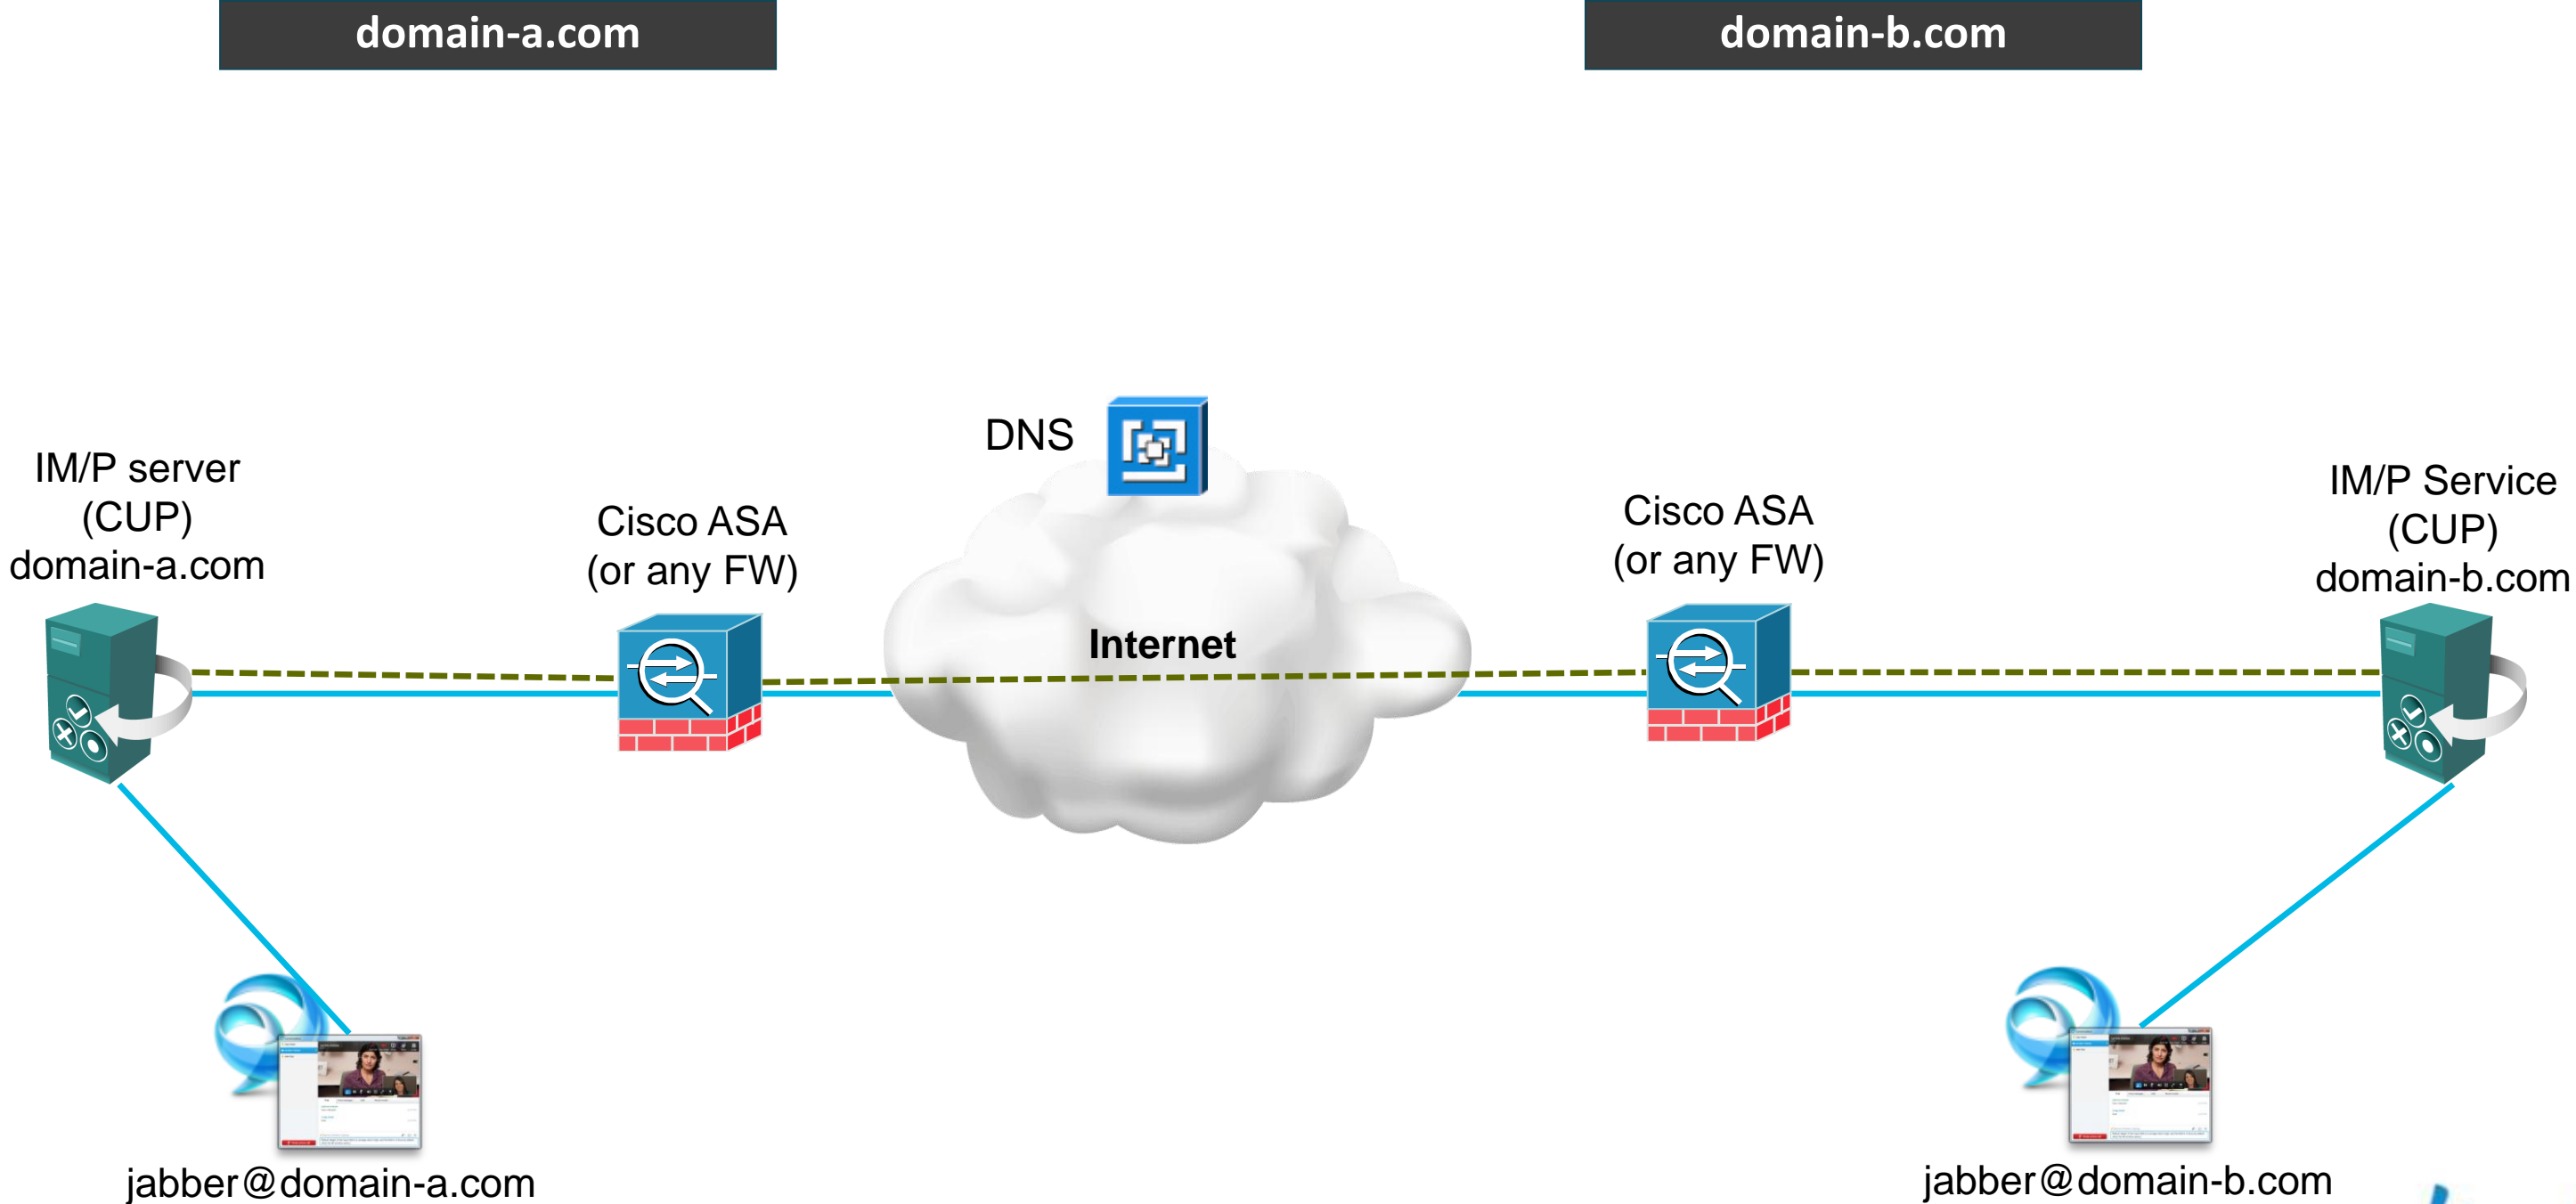 domain-a.com
domain-b.com
DNS
IM/P server
(CUP)
domain-a.com
Cisco ASA
(or any FW)
Cisco ASA
(or any FW)
IM/P Service
(CUP)
domain-b.com
Internet
jabber@domain-a.com
jabber@domain-b.com